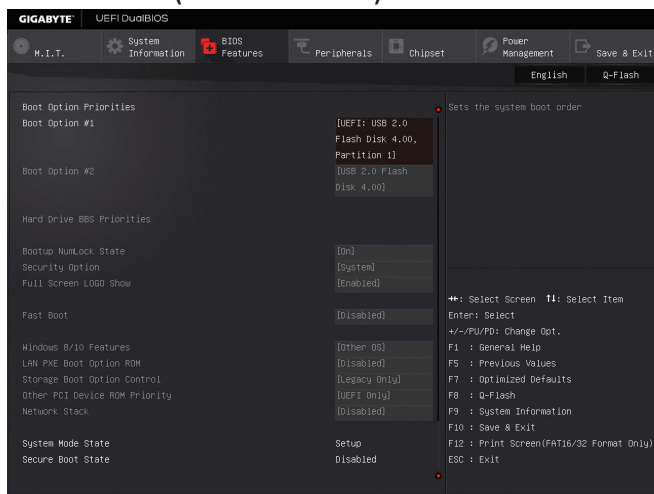 GIGABYTE™ UEFI DualBIOS
M.I.T. System Information BIOS Features Peripherals Chipset Power Management Save & Exit
English Q-Flash
Boot Option Priorities
Boot Option #1 [UEFI: USB 2.0 Flash Disk 4.00, Partition 1]
Boot Option #2 [USB 2.0 Flash Disk 4.00]
Hard Drive BBS Priorities
Bootup NumLock State [On]
Security Option [System]
Full Screen LOGO Show [Enabled]
Fast Boot [Disabled]
Windows 8/10 Features [Other OS]
LAN PXE Boot Option ROM [Disabled]
Storage Boot Option Control [Legacy Only]
Other PCI Device ROM Priority [UEFI Only]
Network Stack [Disabled]
System Mode State Setup
Secure Boot State Disabled
Sets the system boot order
→←: Select Screen ↑↓: Select Item
Enter: Select
+/-/PU/PD: Change Opt.
F1 : General Help
F5 : Previous Values
F7 : Optimized Defaults
F8 : Q-Flash
F9 : System Information
F10 : Save & Exit
F12 : Print Screen(FAT16/32 Format Only)
ESC : Exit